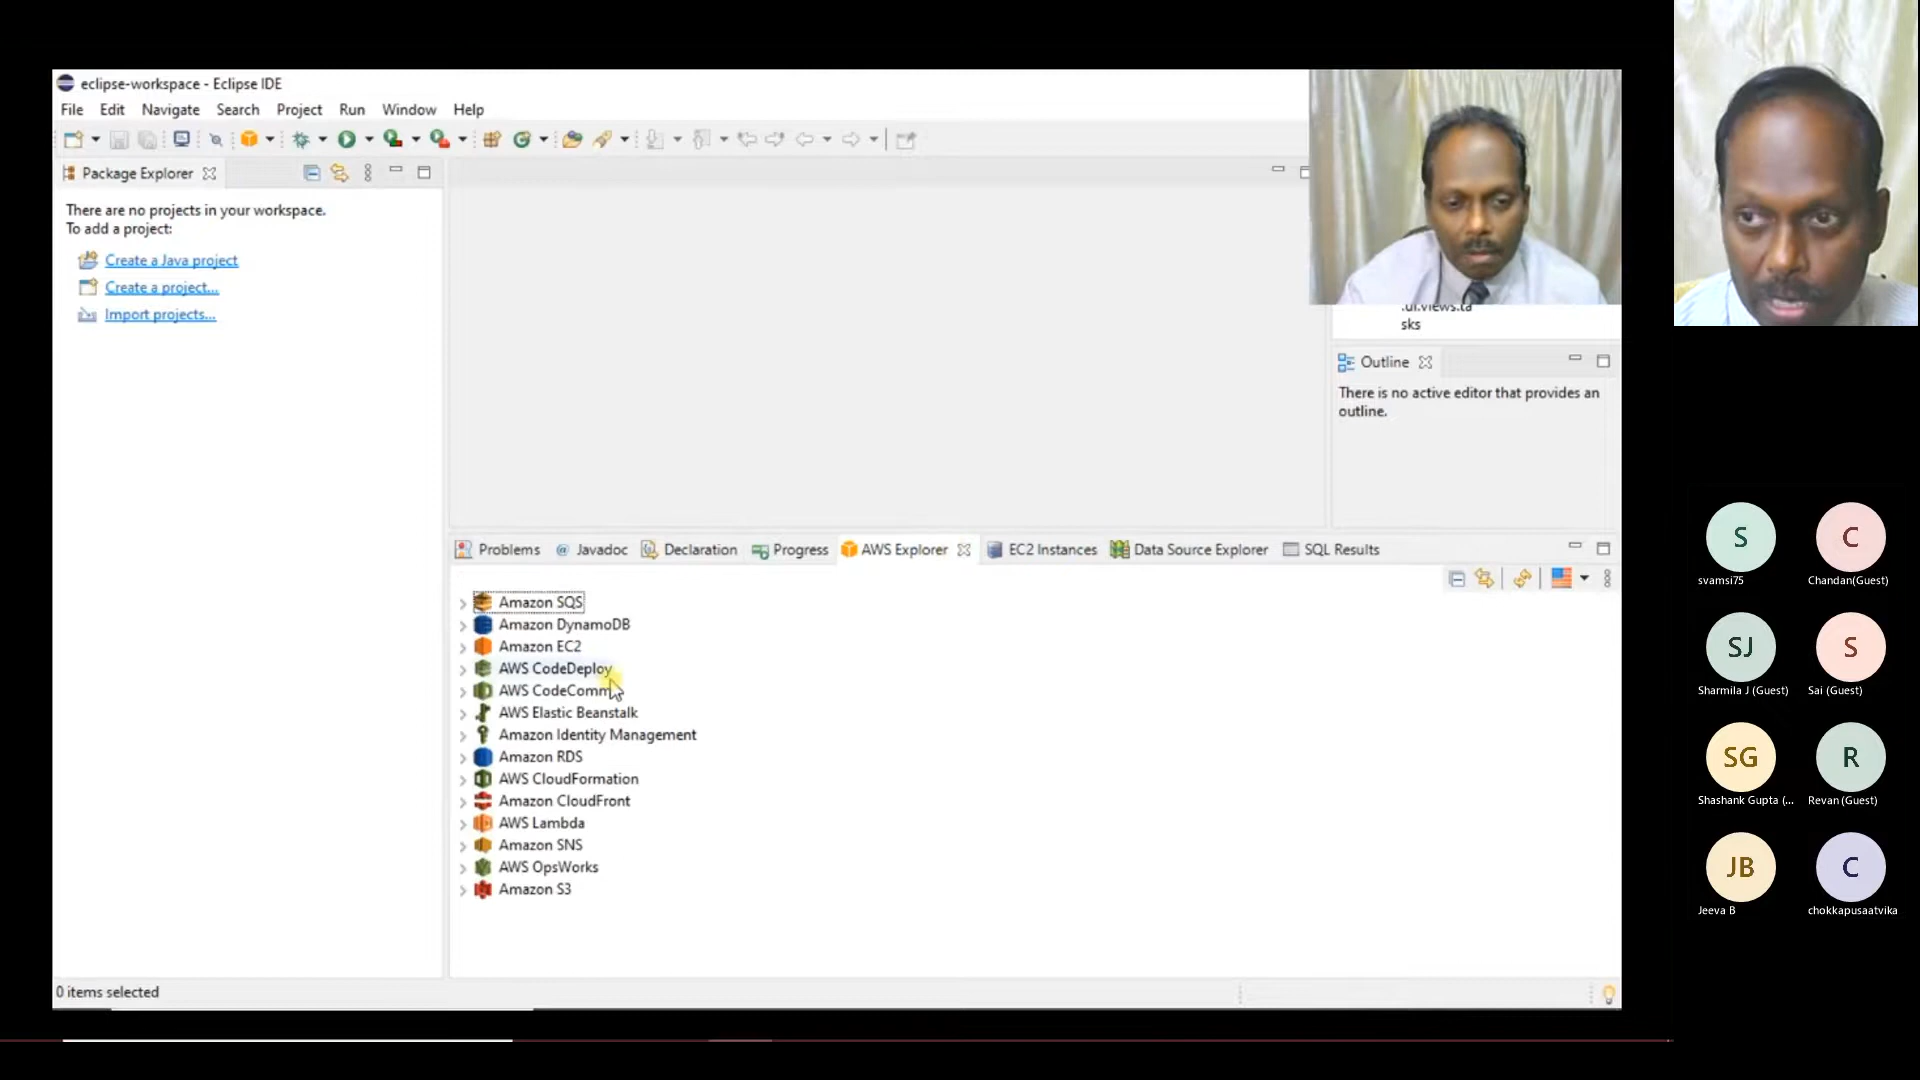 eclipse-workspace - Eclipse IDE
File Edit Navigate Search Project Run Window Help
Package Explorer
There are no projects in your workspace.
To add a project:
Create a Java project
Create a project...
Import projects...
.ui.views.ta
sks
Outline
There is no active editor that provides an
outline.
Problems @ Javadoc Declaration Progress AWS Explorer EC2 Instances Data Source Explorer SQL Results
Amazon SQS
Amazon DynamoDB
Amazon EC2
AWS CodeDeploy
AWS CodeComm
AWS Elastic Beanstalk
Amazon Identity Management
Amazon RDS
AWS CloudFormation
Amazon CloudFront
AWS Lambda
Amazon SNS
AWS OpsWorks
Amazon S3
0 items selected
S
svamsi75
C
Chandan(Guest)
SJ
Sharmila J (Guest)
S
Sai (Guest)
SG
Shashank Gupta (...
R
Revan (Guest)
JB
Jeeva B
C
chokkapusaatvika